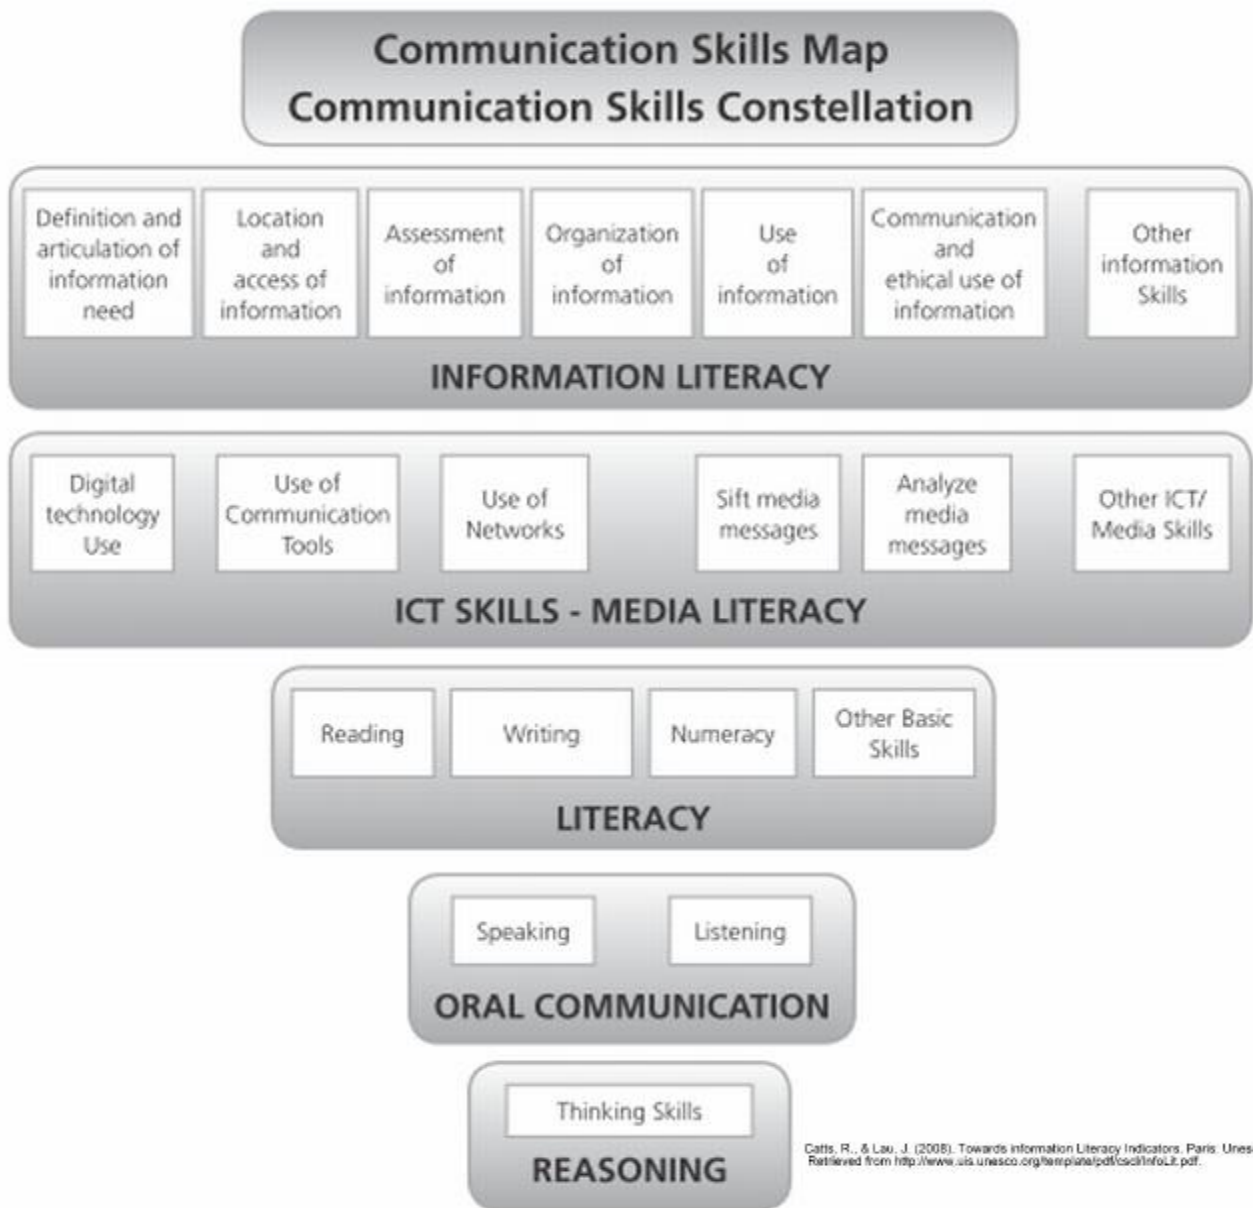 Communication Skills Map
Communication Skills Constellation
Definition and
articulation of
information
need
Location
and
access of
information
Assessment
of
information
Organization
of
information
Use
of
information
Communication
and
ethical use of
information
Other
information
Skills
INFORMATION LITERACY
Digital
technology
Use
Use of
Communication
Tools
Use of
Networks
Sift media
messages
Analyze
media
messages
Other ICT/
Media Skills
ICT SKILLS - MEDIA LITERACY
Reading
Writing
Numeracy
Other Basic
Skills
LITERACY
Speaking
Listening
ORAL COMMUNICATION
Thinking Skills
REASONING
Catts, R., & Lau, J. (2008). Towards information Literacy Indicators. Paris: Unes
Retrieved from http://www.uis.unesco.org/template/pdf/cscl/InfoLit.pdf.